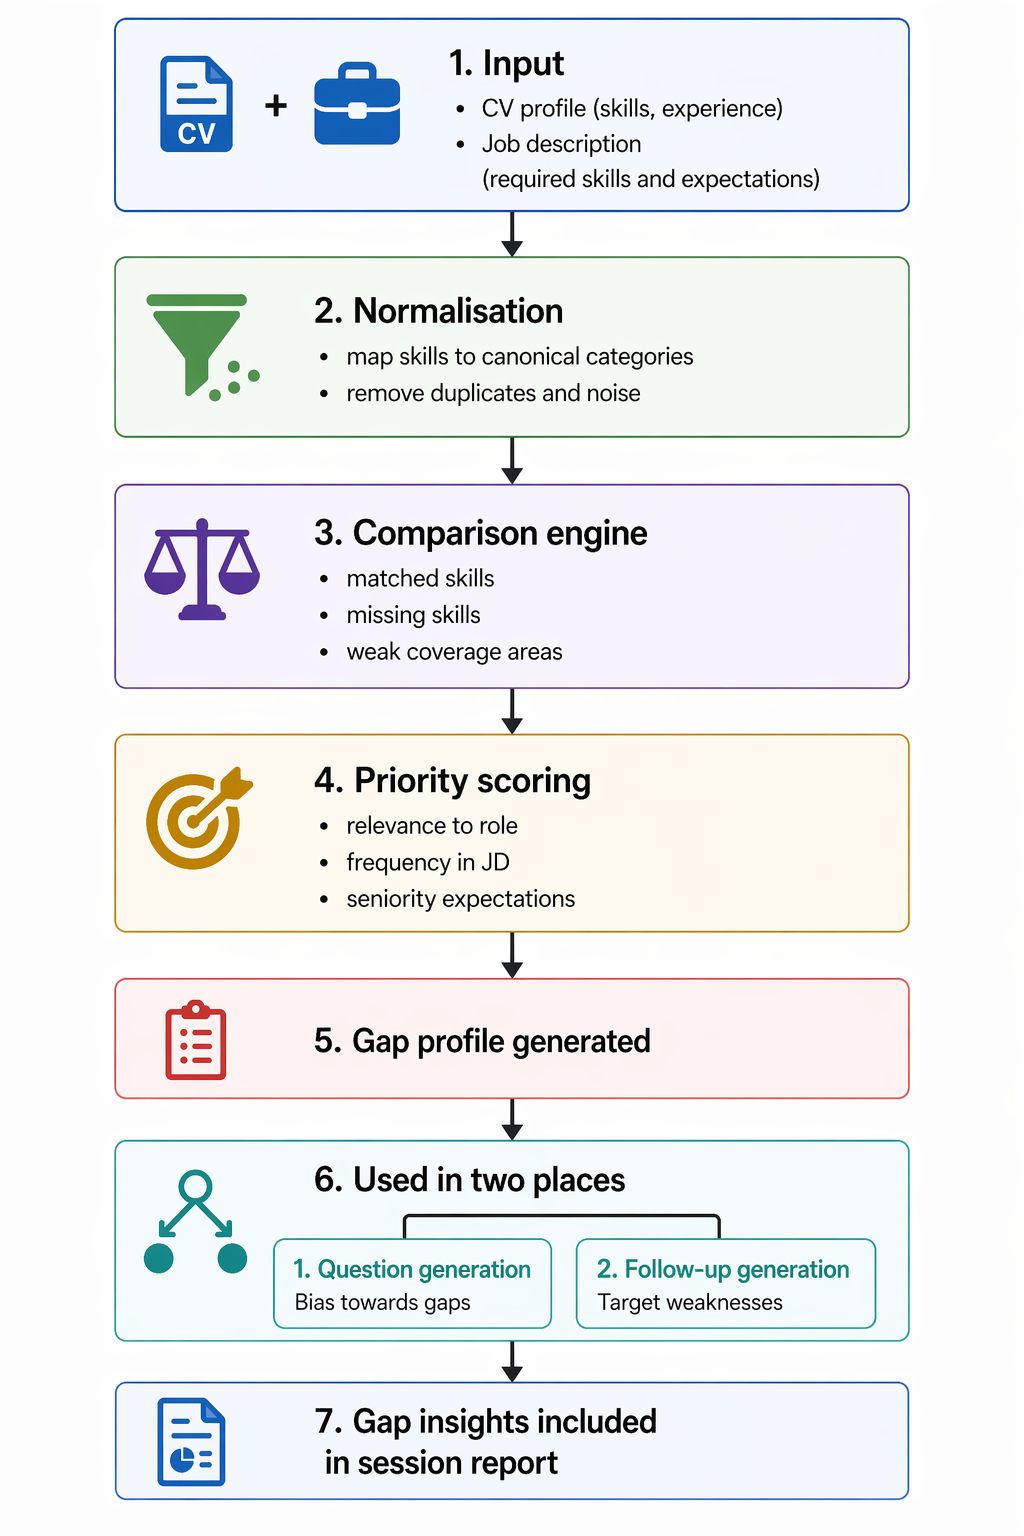 CV
+
1. Input
• CV profile (skills, experience)
• Job description
(required skills and expectations)
2. Normalisation
• map skills to canonical categories
• remove duplicates and noise
3. Comparison engine
• matched skills
• missing skills
• weak coverage areas
4. Priority scoring
• relevance to role
• frequency in JD
• seniority expectations
5. Gap profile generated
6. Used in two places
1. Question generation
Bias towards gaps
2. Follow-up generation
Target weaknesses
7. Gap insights included
in session report